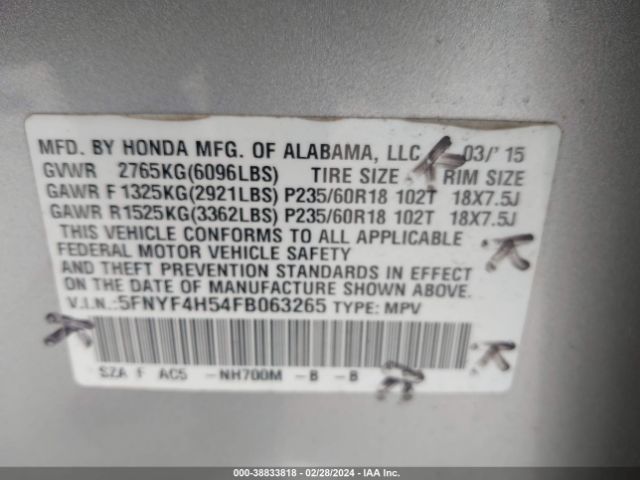 MFD. BY HONDA MFG. OF ALABAMA, LLC 03/'15
GVWR 2765KG(6096LBS) TIRE SIZE RIM SIZE
GAWR F 1325KG(2921LBS) P235/60R18 102T 18X7.5J
GAWR R1525KG(3362LBS) P235/60R18 102T 18X7.5J
THIS VEHICLE CONFORMS TO ALL APPLICABLE
FEDERAL MOTOR VEHICLE SAFETY
AND THEFT PREVENTION STANDARDS IN EFFECT
ON THE DATE OF MANUFACTURE SHOWN ABOVE.
V.I.N.:5FNYF4H54FB063265 TYPE: MPV
SZA F AC5 -NH700M -B -B
000-38833818 - 02/28/2024 - IAA Inc.